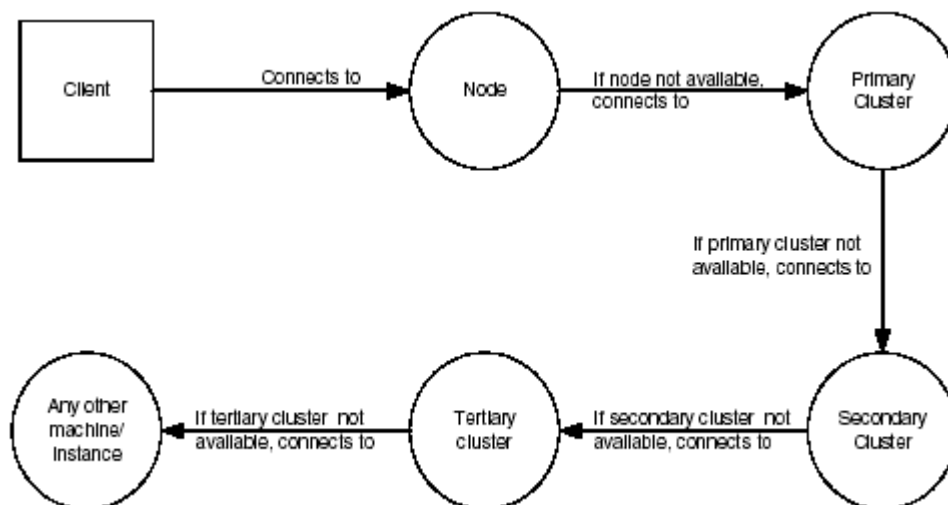 Client
Connects to
Node
If node not available,
connects to
Primary
Cluster
If primary cluster not
available, connects to
Secondary
Cluster
If secondary cluster not
available, connects to
Tertiary
cluster
If tertiary cluster not
available, connects to
Any other
machine/
instance